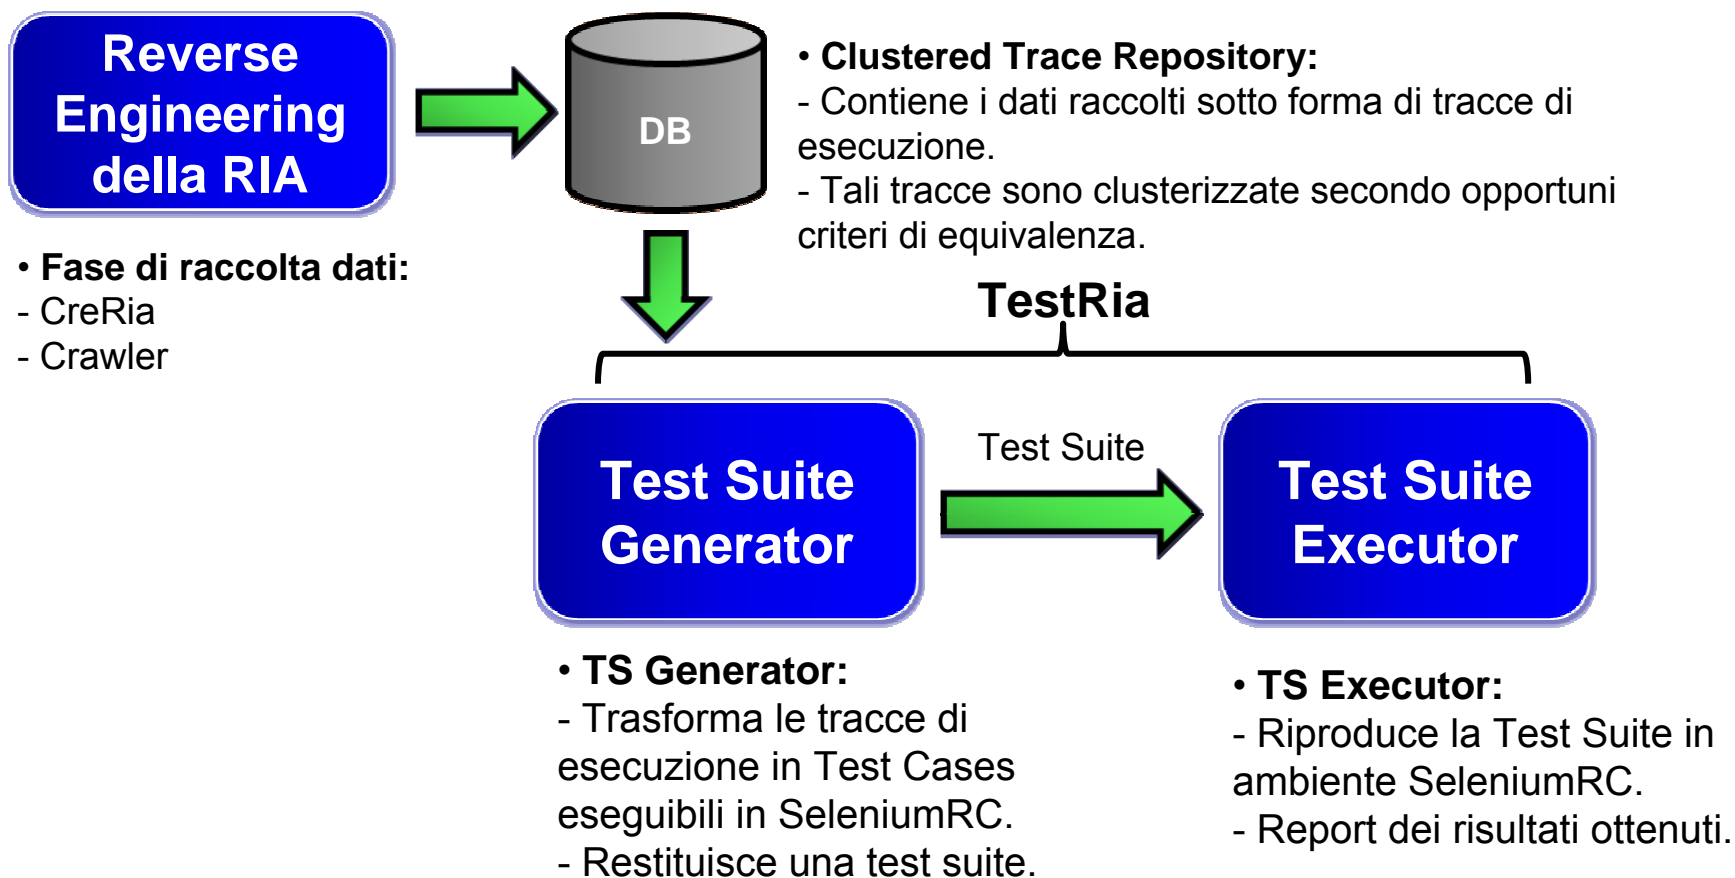 Reverse
Engineering
della RIA
• Fase di raccolta dati:
- CreRia
- Crawler
DB
• Clustered Trace Repository:
- Contiene i dati raccolti sotto forma di tracce di
esecuzione.
- Tali tracce sono clusterizzate secondo opportuni
criteri di equivalenza.
TestRia
Test Suite
Generator
Test Suite
Test Suite
Executor
• TS Generator:
- Trasforma le tracce di
esecuzione in Test Cases
eseguibili in SeleniumRC.
- Restituisce una test suite.
• TS Executor:
- Riproduce la Test Suite in
ambiente SeleniumRC.
- Report dei risultati ottenuti.